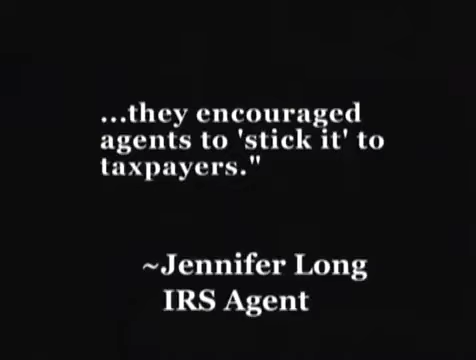 ...they encouraged
agents to 'stick it' to
taxpayers."
~Jennifer Long
IRS Agent